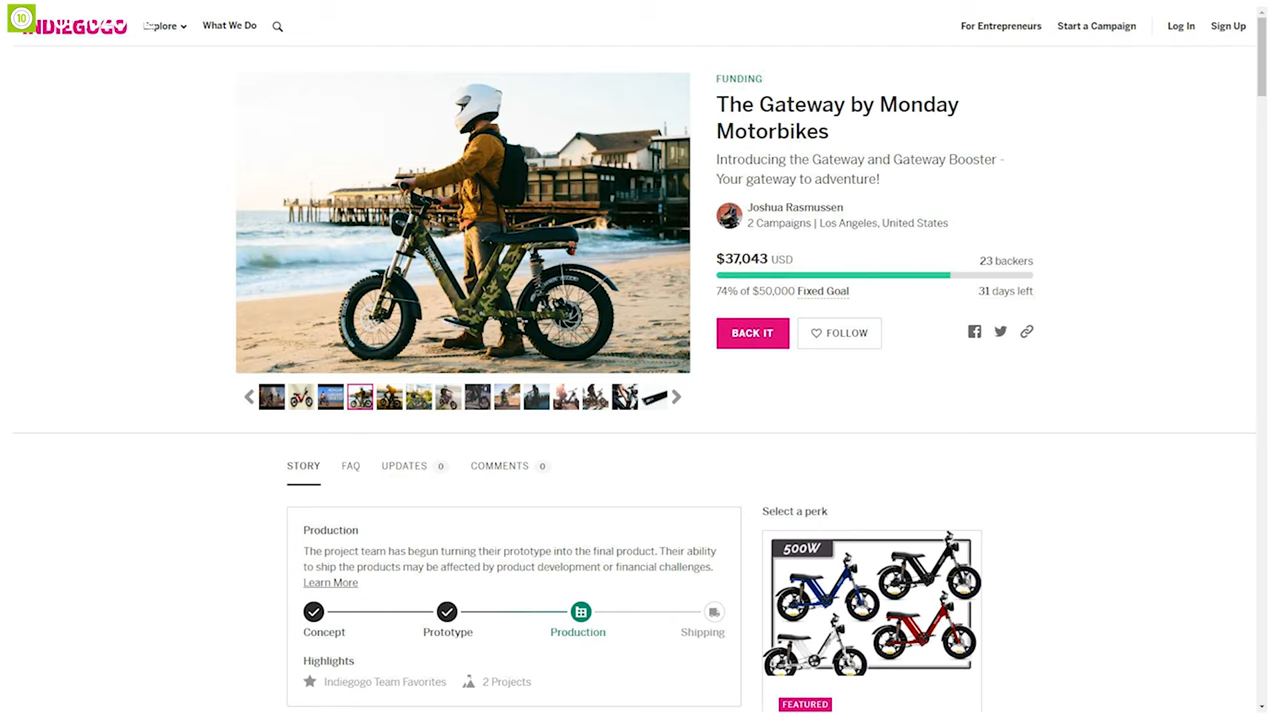 10
INDIEGOGO
Explore
What We Do
For Entrepreneurs
Start a Campaign
Log In
Sign Up
FUNDING
The Gateway by Monday
Motorbikes
Introducing the Gateway and Gateway Booster -
Your gateway to adventure!
Joshua Rasmussen
2 Campaigns | Los Angeles, United States
$37,043 USD
23 backers
74% of $50,000 Fixed Goal
31 days left
BACK IT
FOLLOW
STORY
FAQ
UPDATES 0
COMMENTS 0
Production
The project team has begun turning their prototype into the final product. Their ability
to ship the products may be affected by product development or financial challenges.
Learn More
Concept
Prototype
Production
Shipping
Highlights
Indiegogo Team Favorites
2 Projects
Select a perk
500W
FEATURED